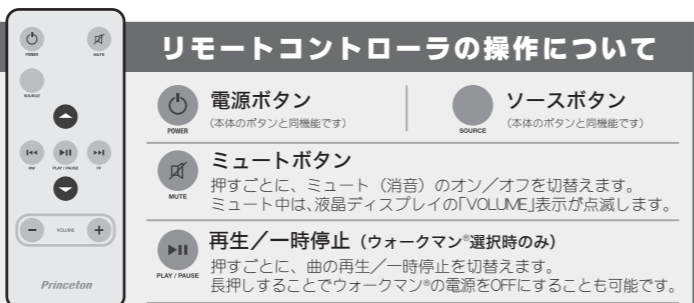 リモートコントローラの操作について
POWER
MUTE
SOURCE
REW
PLAY / PAUSE
FF
VOLUME
Princeton
POWER
電源ボタン
(本体のボタンと同機能です)
SOURCE
ソースボタン
(本体のボタンと同機能です)
MUTE
ミュートボタン
押すごとに、ミュート（消音）のオン／オフを切替えます。
ミュート中は、液晶ディスプレイの「VOLUME」表示が点滅します。
PLAY / PAUSE
再生／一時停止（ウォークマン®選択時のみ）
押すごとに、曲の再生／一時停止を切替えます。
長押しすることでウォークマン®の電源をOFFにすることも可能です。